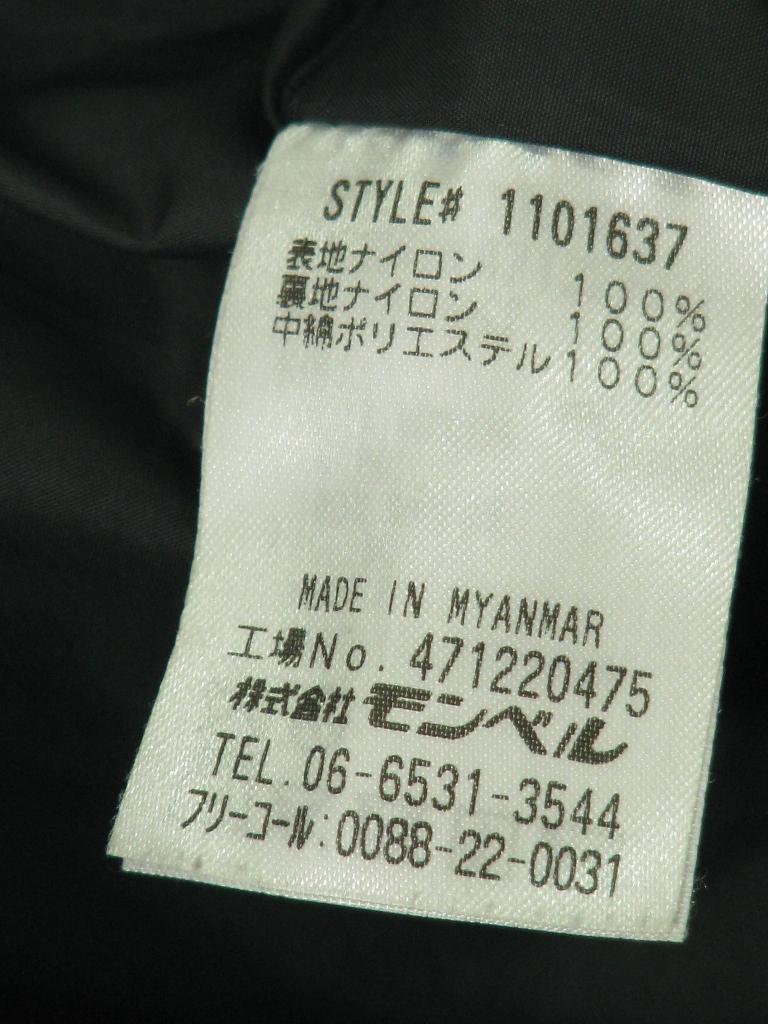 STYLE# 1101637
表地ナイロン 100%
裏地ナイロン 100%
中綿ポリエステル100%
MADE IN MYANMAR
工場No. 471220475
株式会社モンベル
TEL. 06-6531-3544
フリーコール:0088-22-0031